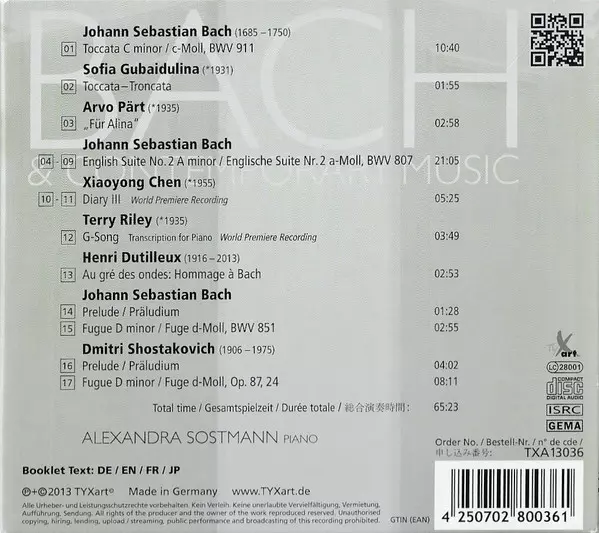 BACH
& CONTEMPORARY MUSIC
Johann Sebastian Bach (1685 – 1750)
01 Toccata C minor / c-Moll, BWV 911 10:40
Sofia Gubaidulina (*1931)
02 Toccata – Troncata 01:55
Arvo Pärt (*1935)
03 „Für Alina" 02:58
Johann Sebastian Bach
04 - 09 English Suite No. 2 A minor / Englische Suite Nr. 2 a-Moll, BWV 807 21:05
Xiaoyong Chen (*1955)
10 - 11 Diary III World Premiere Recording 05:25
Terry Riley (*1935)
12 G-Song Transcription for Piano World Premiere Recording 03:49
Henri Dutilleux (1916 – 2013)
13 Au gré des ondes: Hommage à Bach 02:53
Johann Sebastian Bach
14 Prelude / Präludium 01:28
15 Fugue D minor / Fuge d-Moll, BWV 851 02:55
Dmitri Shostakovich (1906 – 1975)
16 Prelude / Präludium 04:02
17 Fugue D minor / Fuge d-Moll, Op. 87, 24 08:11
Total time / Gesamtspielzeit / Durée totale / 総合演奏時間: 65:23
ALEXANDRA SOSTMANN PIANO
TYXart
LC 28001
COMPACT
disc
DIGITAL AUDIO
ISRC
GEMA
Order No. / Bestell-Nr. / n° de cde /
申し込み番号: TXA13036
Booklet Text: DE / EN / FR / JP
℗+©2013 TYXart® Made in Germany www.TYXart.de
Alle Urheber- und Leistungsschutzrechte vorbehalten. Kein Verleih! Keine unerlaubte Vervielfältigung, Vermietung,
Aufführung, Sendung. All rights of the producer and the owner of the work reproduced reserved. Unauthorised
copying, hiring, lending, upload / streaming, public performance and broadcasting of this recording prohibited.
GTIN (EAN)
4 250702 800361